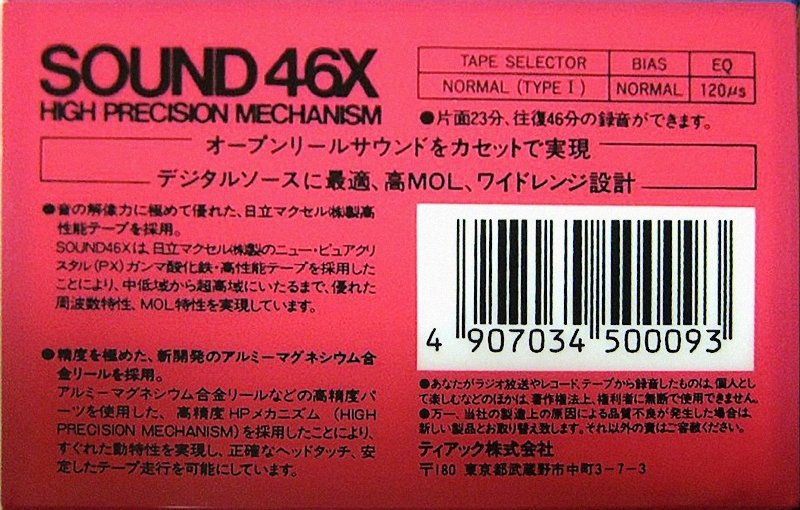 SOUND 46X
HIGH PRECISION MECHANISM
TAPE SELECTOR BIAS EQ
NORMAL (TYPE I) NORMAL 120μs
●片面23分、往復46分の録音ができます。
オープンリールサウンドをカセットで実現
デジタルソースに最適、高MOL、ワイドレンジ設計
●音の解像力に極めて優れた、日立マクセル㈱製高
性能テープを採用。
SOUND46Xは、日立マクセル㈱製のニュー・ピュアクリ
スタル(PX)ガンマ酸化鉄・高性能テープを採用した
ことにより、中低域から超高域にいたるまで、優れた
周波数特性、MOL特性を実現しています。
●精度を極めた、新開発のアルミーマグネシウム合
金リールを採用。
アルミーマグネシウム合金リールなどの高精度パ
ーツを使用した、高精度HPメカニズム(HIGH
PRECISION MECHANISM)を採用したことにより、
すぐれた動特性を実現し、正確なヘッドタッチ、安
定したテープ走行を可能にしています。
4 907034 500093
●あなたがラジオ放送やレコード、テープから録音したものは、個人とし
て楽しむなどのほかは、著作権法上、権利者に無断で使用できません。
●万一、当社の製造上の原因による品質不良が発生した場合は、
新しい製品とお取り替え致します。それ以外の責はご容赦ください。
ティアック株式会社
〒180 東京都武蔵野市中町3-7-3